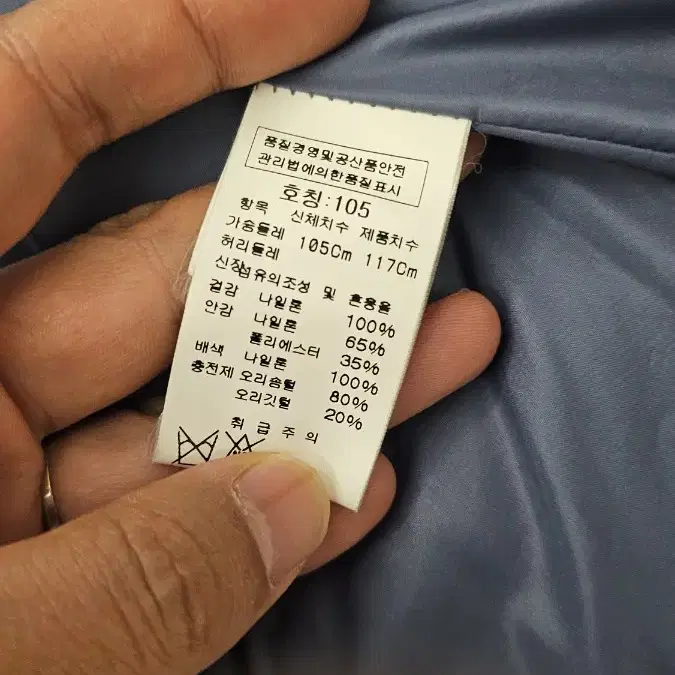 품질경영및공산품안전
관리법에의한품질표시
호칭:105
항목 신체치수 제품치수
가슴둘레 105Cm 117Cm
허리둘레
신장섬유의조성 및 혼용율
겉감 나일론 100%
안감 나일론 65%
폴리에스터 35%
배색 나일론 100%
충전제 오리솜털 80%
오리깃털 20%
취급주의